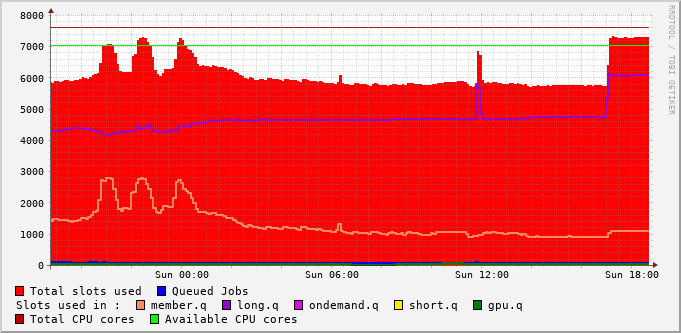 8000
7000
6000
5000
4000
3000
2000
1000
0
Sun 00:00 Sun 06:00 Sun 12:00 Sun 18:00
RRDTOOL / TOBI OETIKER
Total slots used Queued Jobs
Slots used in : member.q long.q ondemand.q short.q gpu.q
Total CPU cores Available CPU cores